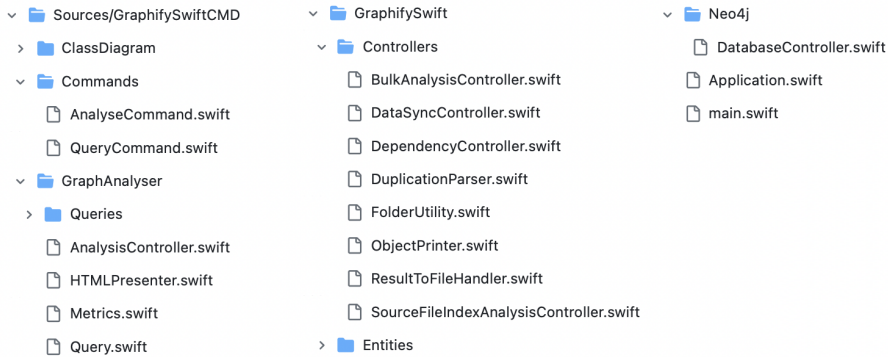 Sources/GraphifySwiftCMD
ClassDiagram
Commands
AnalyseCommand.swift
QueryCommand.swift
GraphAnalyser
Queries
AnalysisController.swift
HTMLPresenter.swift
Metrics.swift
Query.swift
GraphifySwift
Controllers
BulkAnalysisController.swift
DataSyncController.swift
DependencyController.swift
DuplicationParser.swift
FolderUtility.swift
ObjectPrinter.swift
ResultToFileHandler.swift
SourceFileIndexAnalysisController.swift
Entities
Neo4j
DatabaseController.swift
Application.swift
main.swift